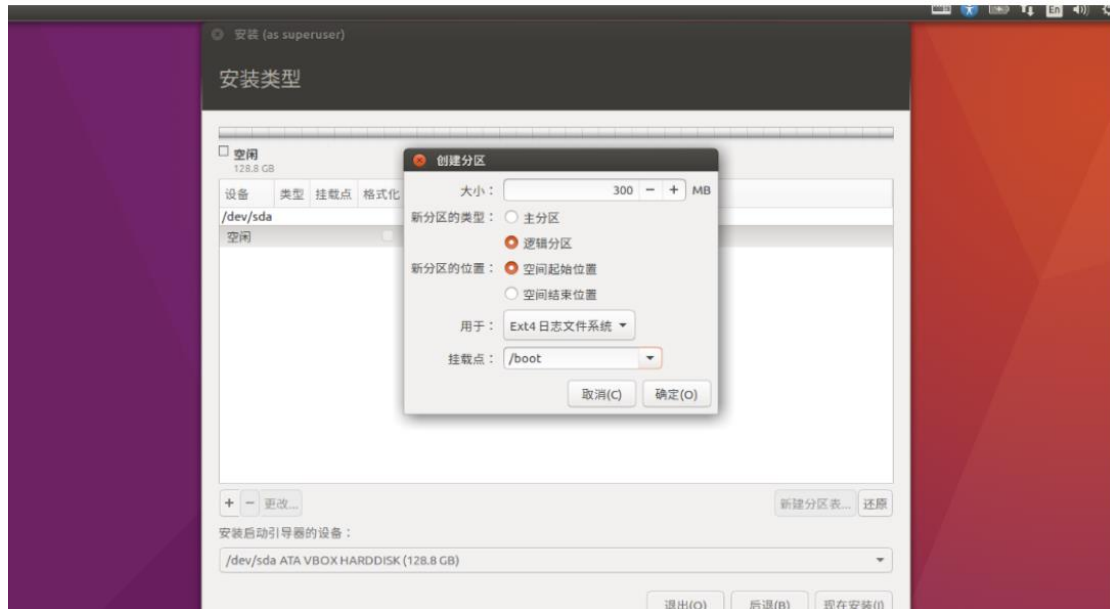 En
安装 (as superuser)
安装类型
空闲
128.8 GB
创建分区
设备 类型 挂载点 格式化
/dev/sda
空闲
大小： 300 − + MB
新分区的类型： 主分区
逻辑分区
新分区的位置： 空间起始位置
空间结束位置
用于： Ext4 日志文件系统
挂载点： /boot
取消(C) 确定(O)
+ − 更改... 新建分区表... 还原
安装启动引导器的设备：
/dev/sda ATA VBOX HARDDISK (128.8 GB)
退出(Q) 后退(B) 现在安装(I)